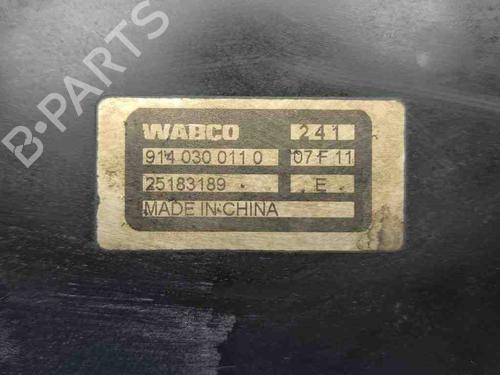 B-PARTS
WABCO 241
914 030 011 0 07 F 11
25183189 E
MADE IN CHINA